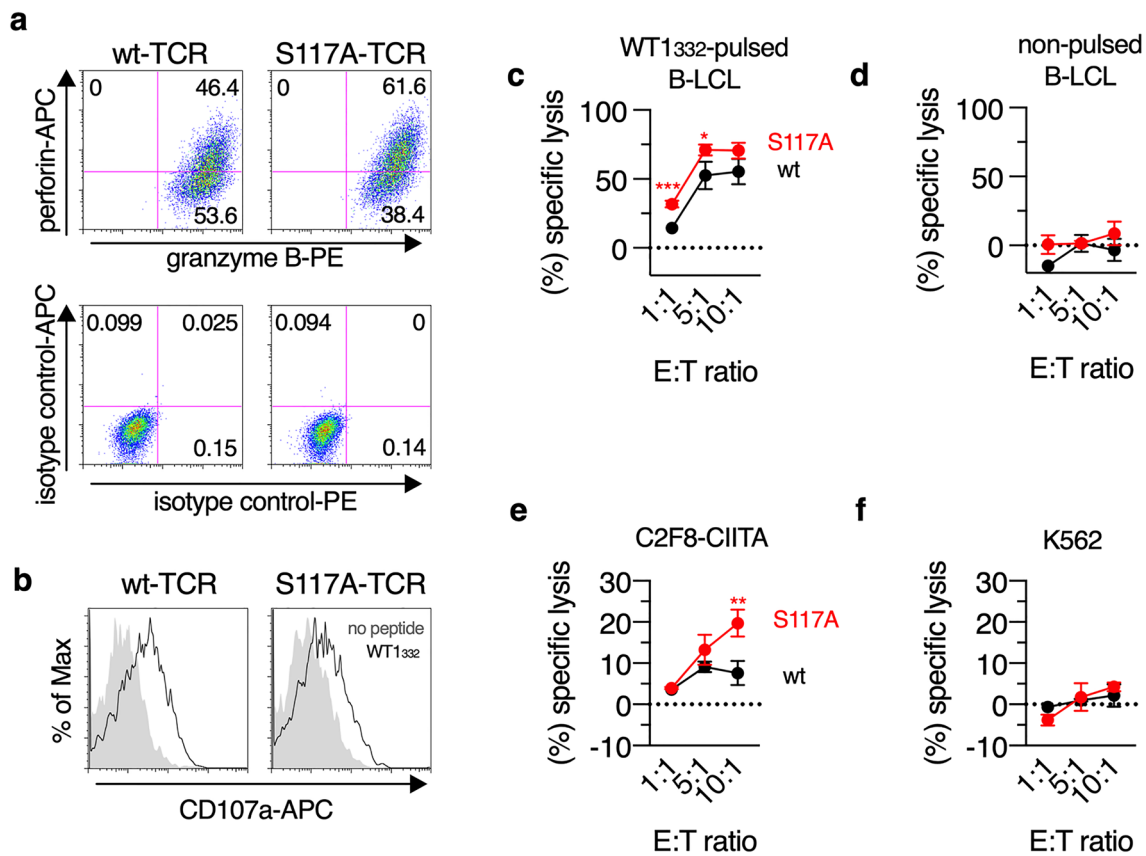 a
wt-TCR
S117A-TCR
perforin-APC
0
46.4
53.6
0
61.6
38.4
granzyme B-PE
isotype control-APC
0.099
0.025
0.15
0.094
0
0.14
isotype control-PE
b
wt-TCR
S117A-TCR
% of Max
no peptide
WT1332
CD107a-APC
c
WT1332-pulsed
B-LCL
(%) specific lysis
100
50
0
***
*
S117A
wt
1:1
5:1
10:1
E:T ratio
d
non-pulsed
B-LCL
(%) specific lysis
100
50
0
1:1
5:1
10:1
E:T ratio
e
C2F8-CIITA
(%) specific lysis
30
20
10
0
-10
**
S117A
wt
1:1
5:1
10:1
E:T ratio
f
K562
(%) specific lysis
30
20
10
0
-10
1:1
5:1
10:1
E:T ratio